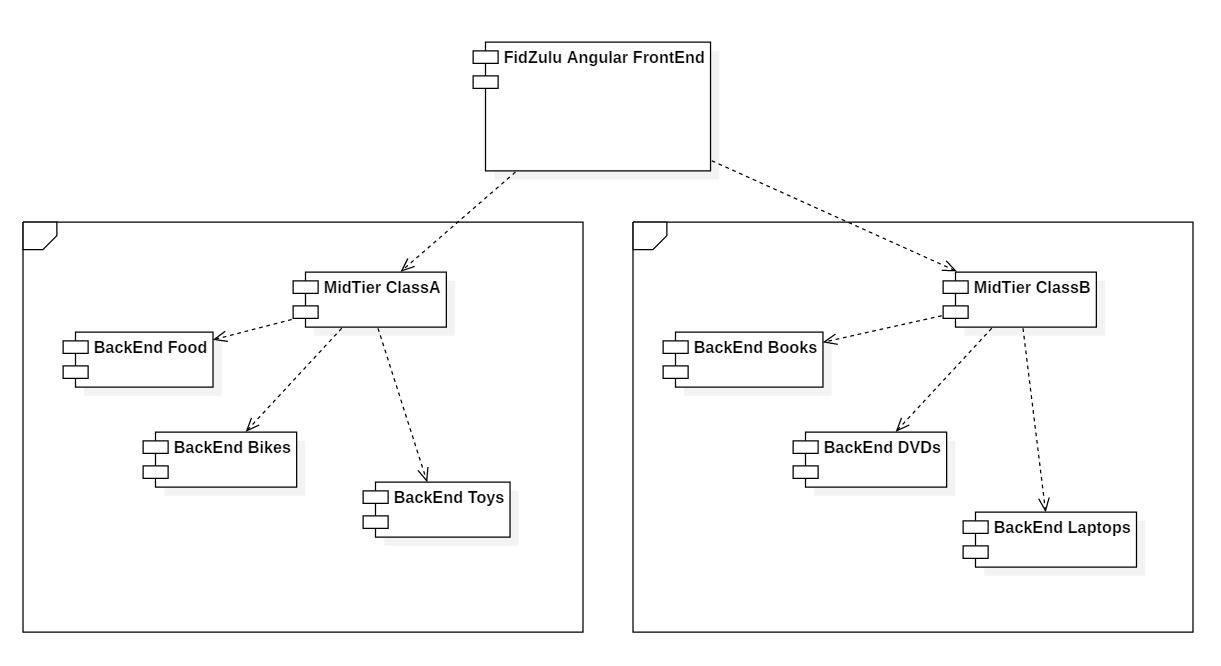 FidZulu Angular FrontEnd
MidTier ClassA
BackEnd Food
BackEnd Bikes
BackEnd Toys
MidTier ClassB
BackEnd Books
BackEnd DVDs
BackEnd Laptops